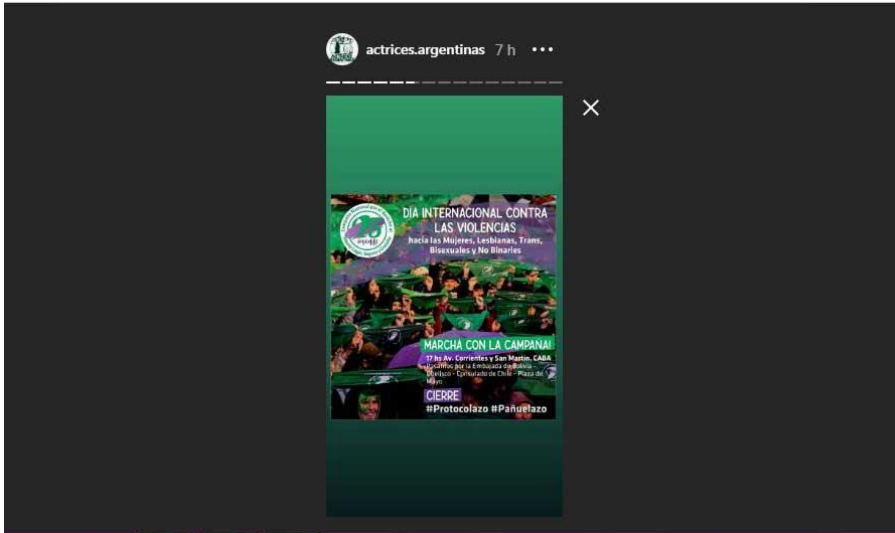 actrices.argentinas 7 h
DÍA INTERNACIONAL CONTRA
LAS VIOLENCIAS
hacia las Mujeres, Lesbianas, Trans,
Bisexuales y No Binaries
MARCHÁ CON LA CAMPAÑA!
17 hs Av. Corrientes y San Martín. CABA
Pasamos por la Embajada de Bolivia -
Obelisco - Consulado de Chile - Plaza de
Mayo
CIERRE
#Protocolazo #Pañuelazo